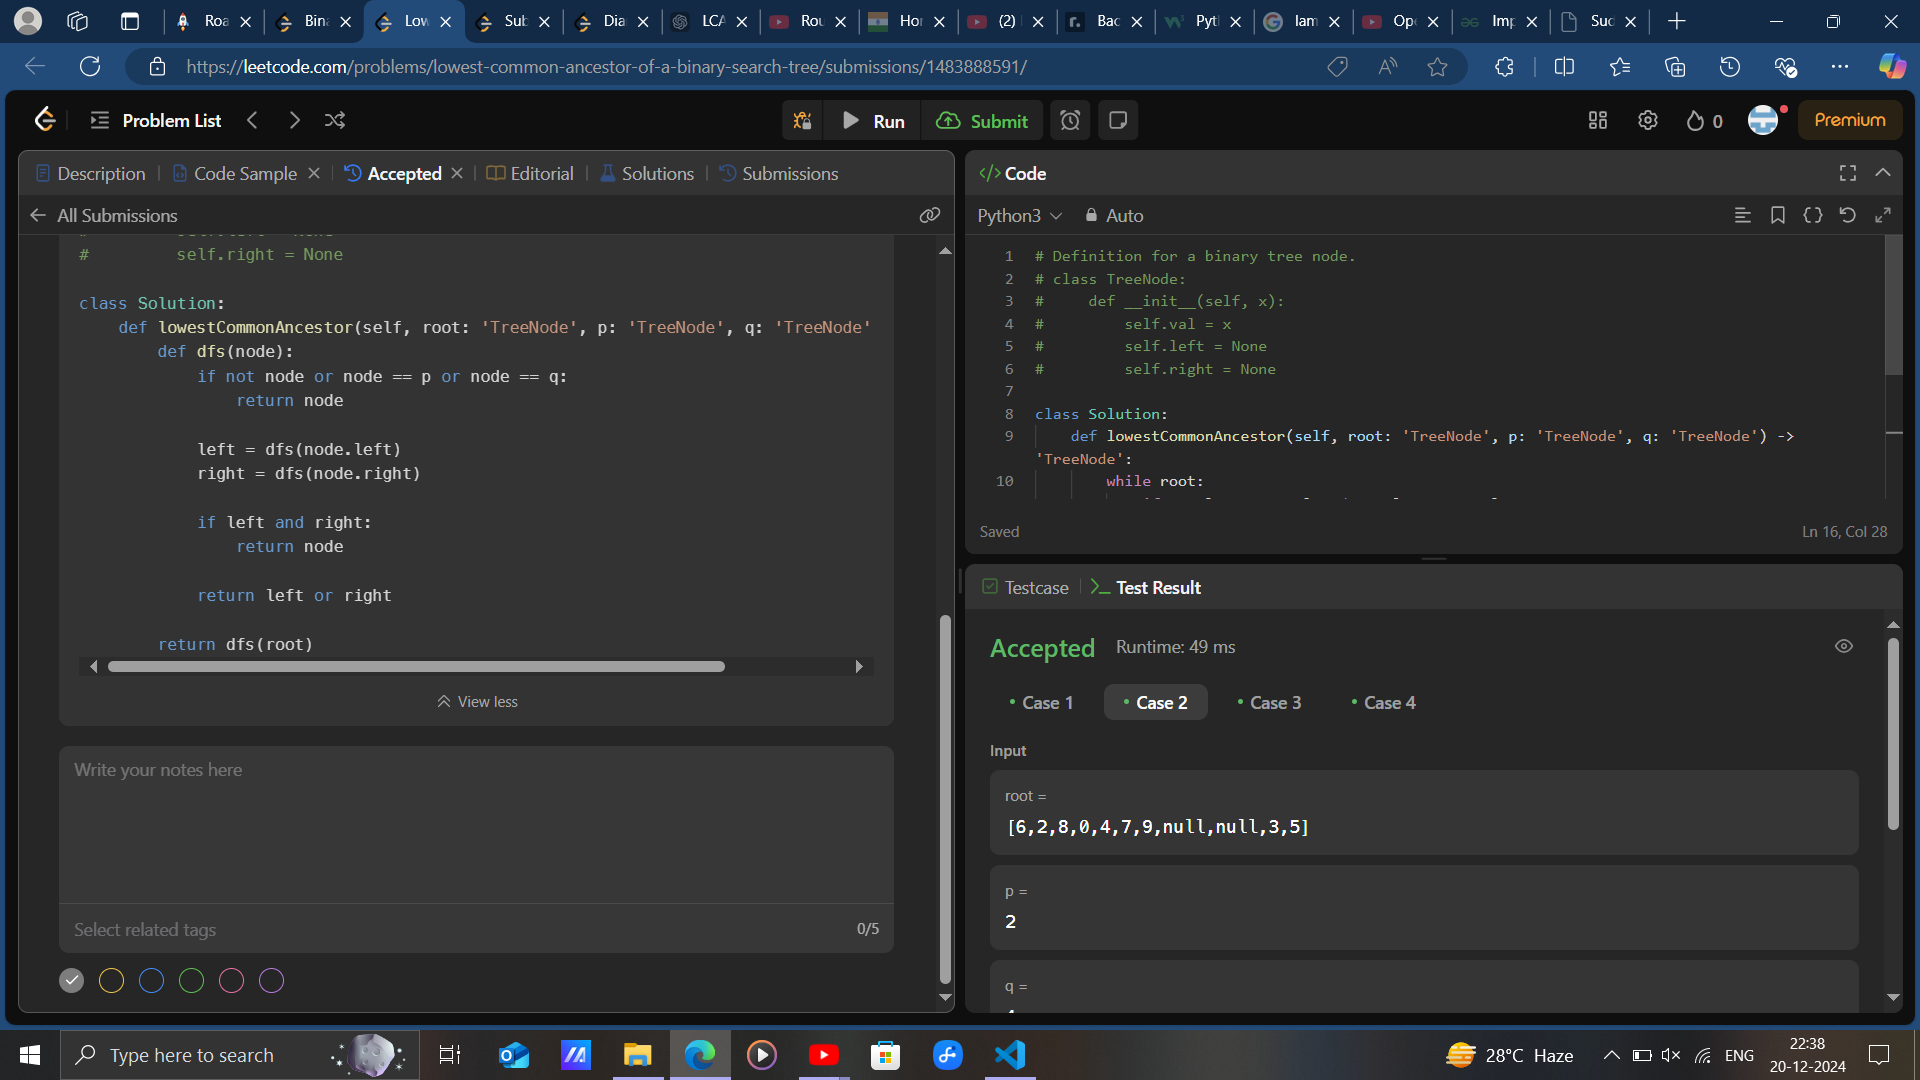 Roa
Bina
Low
Sub
Dia
LCA
Rou
Hor
(2)
Bac
Pyth
lam
Ope
Imp
Sud
https://leetcode.com/problems/lowest-common-ancestor-of-a-binary-search-tree/submissions/1483888591/
Problem List
Run
Submit
0
Premium
Description
Code Sample
Accepted
Editorial
Solutions
Submissions
All Submissions
#         self.right = None
class Solution:
    def lowestCommonAncestor(self, root: 'TreeNode', p: 'TreeNode', q: 'TreeNode'
        def dfs(node):
            if not node or node == p or node == q:
                return node
            left = dfs(node.left)
            right = dfs(node.right)
            if left and right:
                return node
            return left or right
        return dfs(root)
View less
Write your notes here
Select related tags
0/5
</> Code
Python3
Auto
1 # Definition for a binary tree node.
2 # class TreeNode:
3 #     def __init__(self, x):
4 #         self.val = x
5 #         self.left = None
6 #         self.right = None
7
8 class Solution:
9     def lowestCommonAncestor(self, root: 'TreeNode', p: 'TreeNode', q: 'TreeNode') ->
'TreeNode':
10         while root:
Saved
Ln 16, Col 28
Testcase
Test Result
Accepted
Runtime: 49 ms
Case 1
Case 2
Case 3
Case 4
Input
root =
[6,2,8,0,4,7,9,null,null,3,5]
p =
2
q =
Type here to search
28°C Haze
ENG
22:38
20-12-2024